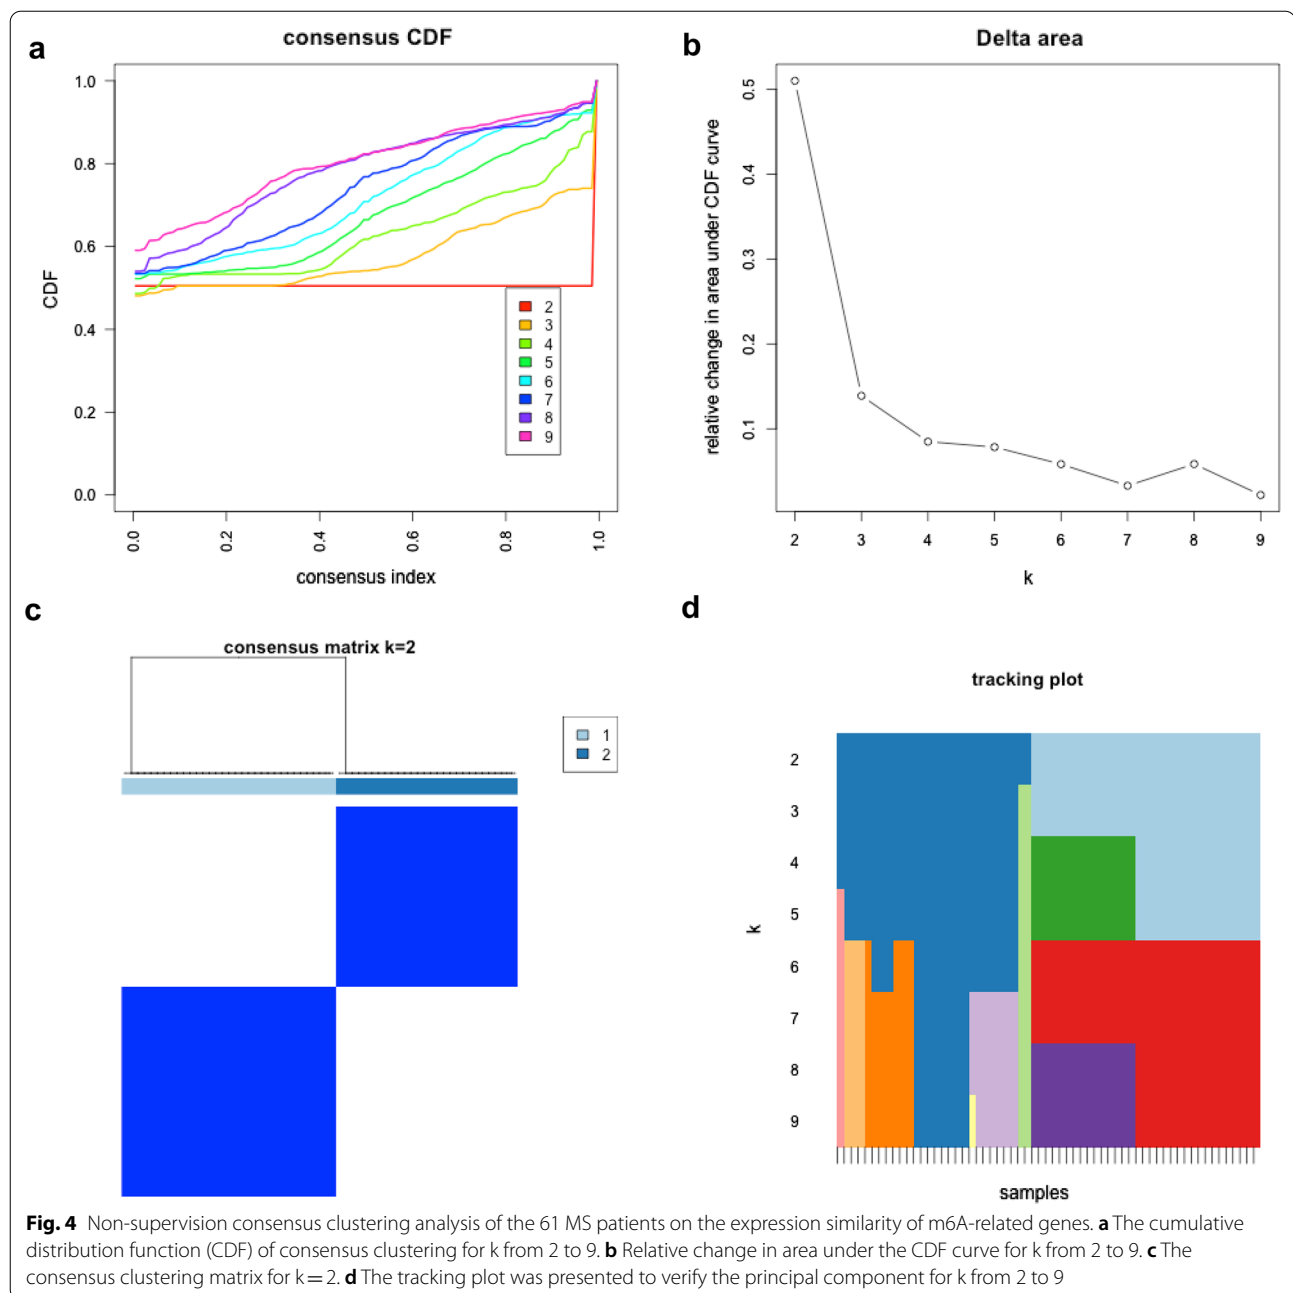 a
consensus CDF
CDF
1.0
0.8
0.6
0.4
0.2
0.0
2
3
4
5
6
7
8
9
0.0 0.2 0.4 0.6 0.8 1.0
consensus index
b
Delta area
relative change in area under CDF curve
0.5
0.4
0.3
0.2
0.1
2 3 4 5 6 7 8 9
k
c
consensus matrix k=2
1
2
d
tracking plot
k
2
3
4
5
6
7
8
9
samples
Fig. 4 Non-supervision consensus clustering analysis of the 61 MS patients on the expression similarity of m6A-related genes. a The cumulative
distribution function (CDF) of consensus clustering for k from 2 to 9. b Relative change in area under the CDF curve for k from 2 to 9. c The
consensus clustering matrix for k = 2. d The tracking plot was presented to verify the principal component for k from 2 to 9